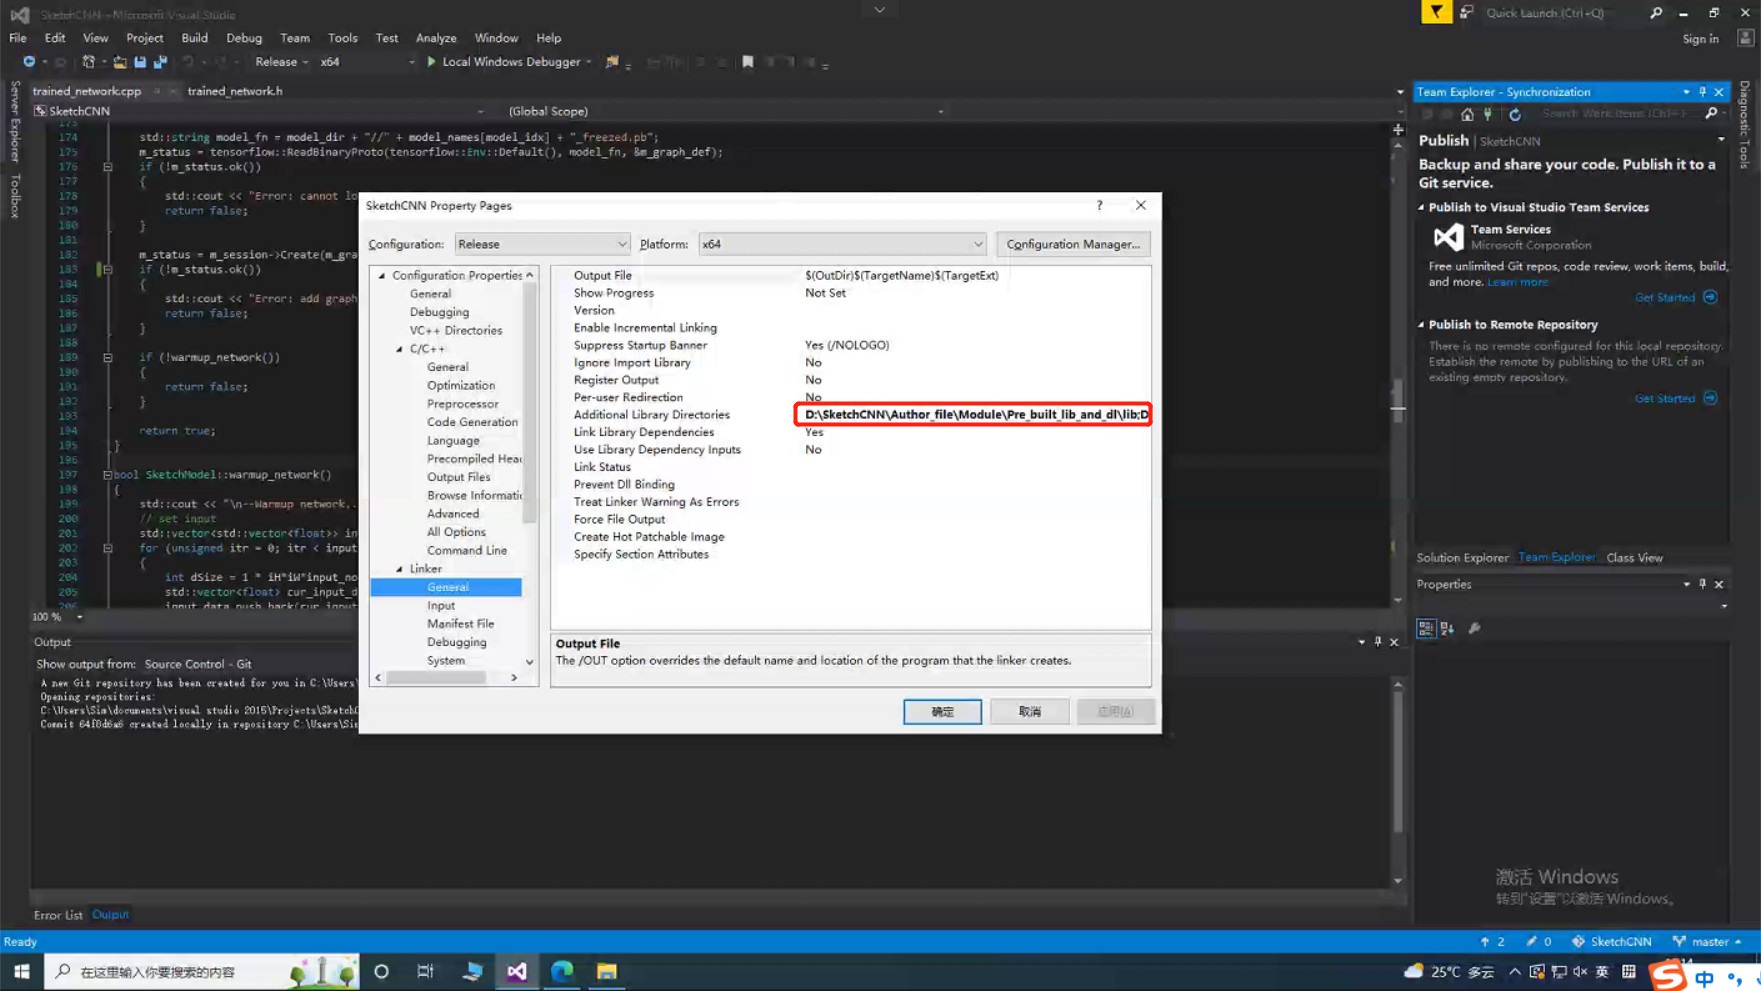 SketchCNN - Microsoft Visual Studio
Quick Launch (Ctrl+Q)
File Edit View Project Build Debug Team Tools Test Analyze Window Help
Sign in
Release x64 Local Windows Debugger
Server Explorer
Toolbox
trained_network.cpp trained_network.h
SketchCNN (Global Scope)
173
174 std::string model_fn = model_dir + "//" + model_names[model_idx] + "_freezed.pb";
175 m_status = tensorflow::ReadBinaryProto(tensorflow::Env::Default(), model_fn, &m_graph_def);
176 if (!m_status.ok())
177 {
178 std::cout << "Error: cannot lo
179 return false;
180 }
181
182 m_status = m_session->Create(m_gra
183 if (!m_status.ok())
184 {
185 std::cout << "Error: add graph
186 return false;
187 }
188
189 if (!warmup_network())
190 {
191 return false;
192 }
193
194 return true;
195 }
196
197 bool SketchModel::warmup_network()
198 {
199 std::cout << "\n--Warmup network,.
200 // set input
201 std::vector<std::vector<float>> in
202 for (unsigned itr = 0; itr < input
203 {
204 int dSize = 1 * iH*iW*input_no
205 std::vector<float> cur_input_d
206 input_data.push_back(cur_input
100 %
Output
Show output from: Source Control - Git
A new Git repository has been created for you in C:\Users
Opening repositories:
C:\Users\Sim\documents\visual studio 2015\Projects\SketchC
Commit 64f0d6a6 created locally in repository C:\Users\Sim
Error List Output
SketchCNN Property Pages
?
Configuration: Release Platform: x64 Configuration Manager...
Configuration Properties
General
Debugging
VC++ Directories
C/C++
General
Optimization
Preprocessor
Code Generation
Language
Precompiled Head
Output Files
Browse Informatic
Advanced
All Options
Command Line
Linker
General
Input
Manifest File
Debugging
System
Output File $(OutDir)$(TargetName)$(TargetExt)
Show Progress Not Set
Version
Enable Incremental Linking
Suppress Startup Banner Yes (/NOLOGO)
Ignore Import Library No
Register Output No
Per-user Redirection No
Additional Library Directories D:\SketchCNN\Author_file\Module\Pre_built_lib_and_dl\lib;D
Link Library Dependencies Yes
Use Library Dependency Inputs No
Link Status
Prevent Dll Binding
Treat Linker Warning As Errors
Force File Output
Create Hot Patchable Image
Specify Section Attributes
Output File
The /OUT option overrides the default name and location of the program that the linker creates.
确定 取消 应用(A)
Team Explorer - Synchronization
Search Work Items (Ctrl+')
Publish | SketchCNN
Backup and share your code. Publish it to a
Git service.
Publish to Visual Studio Team Services
Team Services
Microsoft Corporation
Free unlimited Git repos, code review, work items, build,
and more. Learn more
Get Started
Publish to Remote Repository
There is no remote configured for this local repository.
Establish the remote by publishing to the URL of an
existing empty repository.
Get Started
Solution Explorer Team Explorer Class View
Properties
Diagnostic Tools
激活 Windows
转到"设置"以激活 Windows。
Ready
2 0 SketchCNN master
在这里输入你要搜索的内容
25°C 多云 英
中